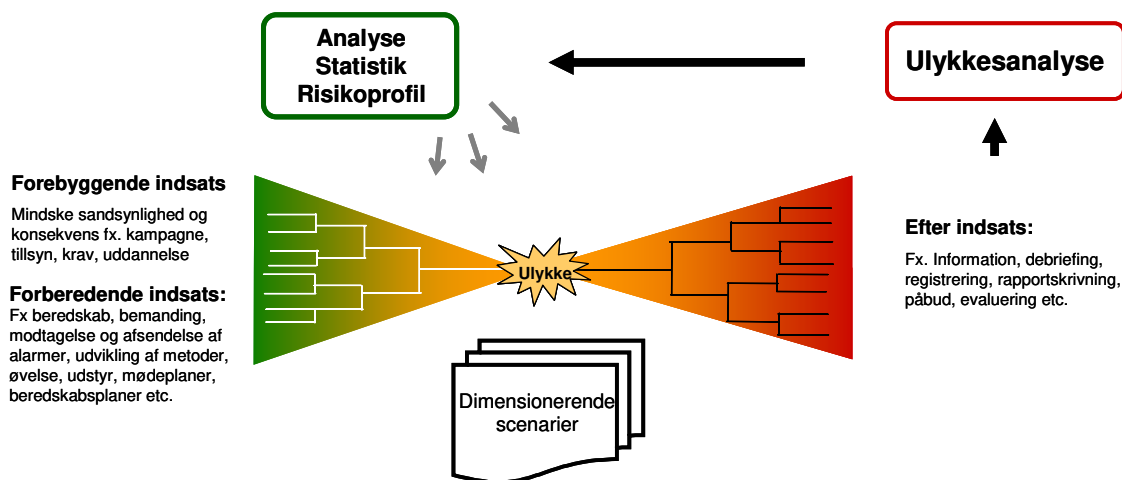 Analyse
Statistik
Risikoprofil
Ulykkesanalyse
Forebyggende indsats
Mindske sandsynlighed og
konsekvens fx. kampagne,
tilsyn, krav, uddannelse
Forberedende indsats:
Fx beredskab, bemanding,
modtagelse og afsendelse af
alarmer, udvikling af metoder,
øvelse, udstyr, mødeplaner,
beredskabsplaner etc.
Ulykke
Efter indsats:
Fx. Information, debriefing,
registrering, rapportskrivning,
påbud, evaluering etc.
Dimensionerende
scenarier